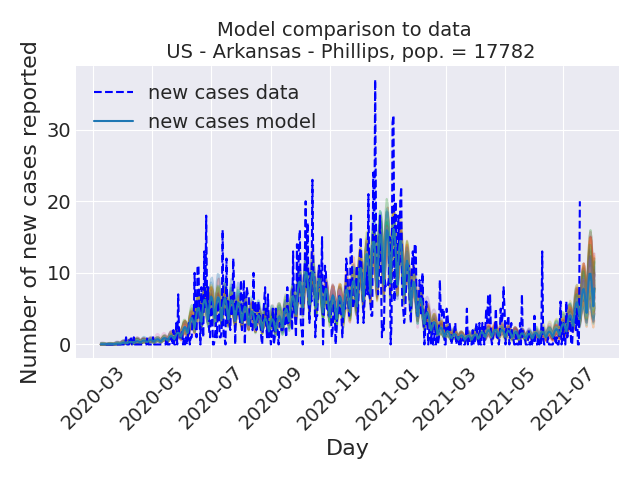 Model comparison to data
US - Arkansas - Phillips, pop. = 17782
Number of new cases reported
new cases data
new cases model
30
20
10
0
2020-03
2020-05
2020-07
2020-09
2020-11
2021-01
2021-03
2021-05
2021-07
Day